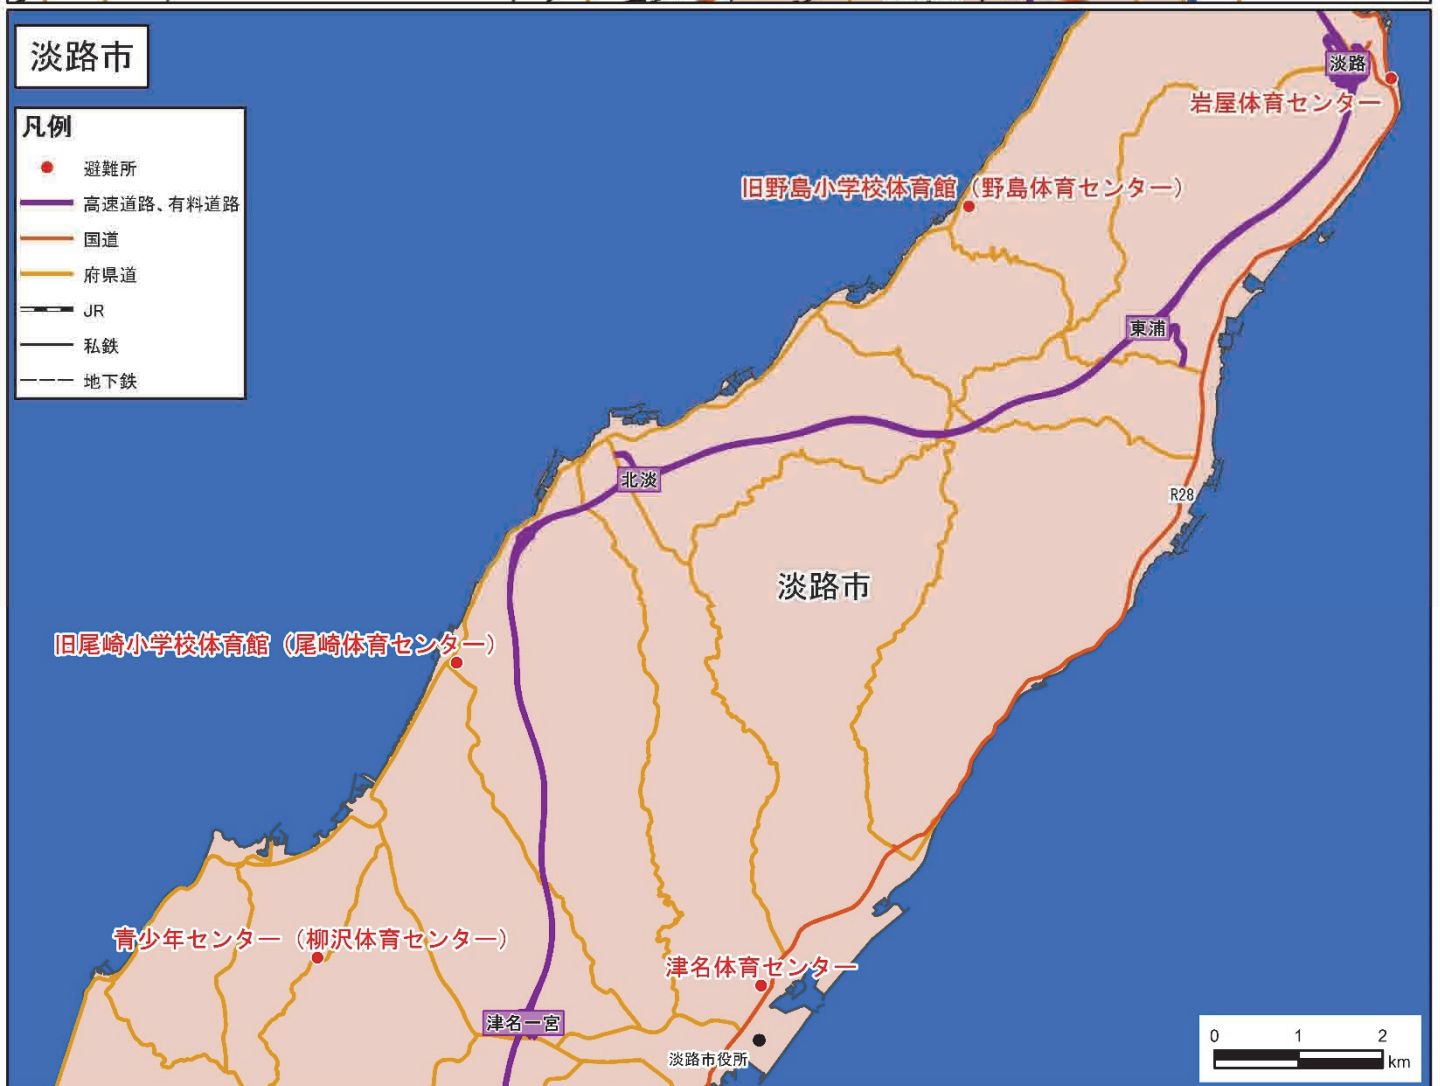 淡路市
凡例
避難所
高速道路、有料道路
国道
府県道
JR
私鉄
地下鉄
淡路
岩屋体育センター
旧野島小学校体育館（野島体育センター）
東浦
北淡
R28
淡路市
旧尾崎小学校体育館（尾崎体育センター）
青少年センター（柳沢体育センター）
津名体育センター
津名一宮
淡路市役所
0 1 2
km